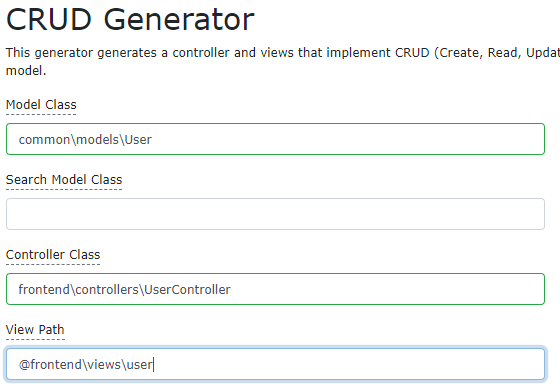 CRUD Generator
This generator generates a controller and views that implement CRUD (Create, Read,
model.
Model Class
common\models\User
Search Model Class
Controller Class
frontend\controllers\UserController
View Path
@frontend\views\user